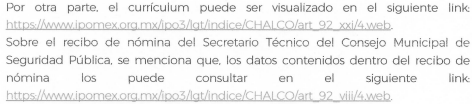 Por otra parte, el currículum puede ser visualizado en el siguiente link:
https://www.ipomex.org.mx/ipo3/lgt/indice/CHALCO/art_92_xxi/4.web.
Sobre el recibo de nómina del Secretario Técnico del Consejo Municipal de
Seguridad Pública, se menciona que, los datos contenidos dentro del recibo de
nómina los puede consultar en el siguiente link:
https://www.ipomex.org.mx/ipo3/lgt/indice/CHALCO/art_92_viii/4.web.